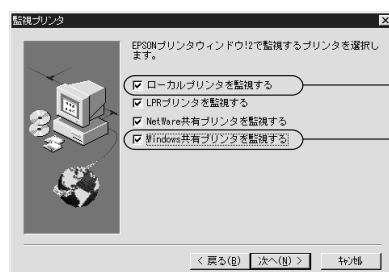 監視プリンタ
EPSONプリンタウィンドウ!2で監視するプリンタを選択し
ます。
ローカルプリンタを監視する
LPRプリンタを監視する
NetWare共有プリンタを監視する
Windows共有プリンタを監視する
< 戻る(B)
次へ(N) >
キャンセル